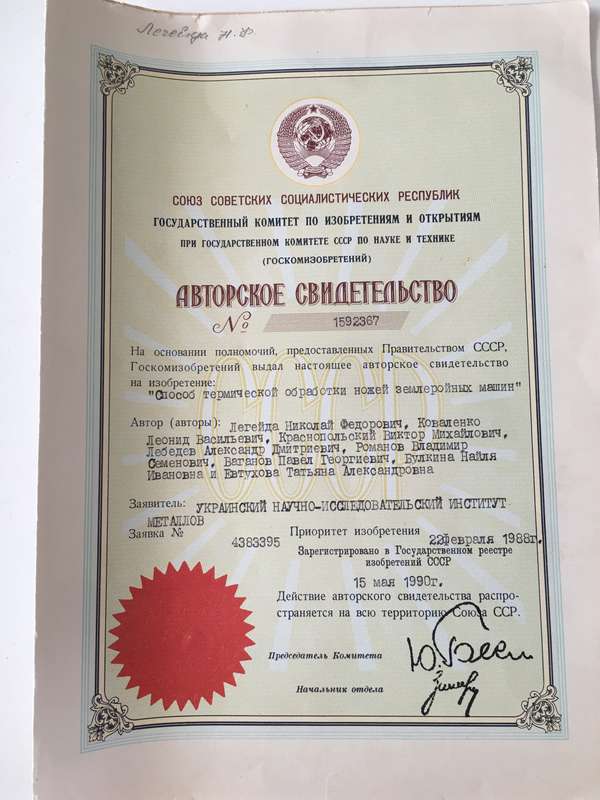 Легейда Н.Ф.
СОЮЗ СОВЕТСКИХ СОЦИАЛИСТИЧЕСКИХ РЕСПУБЛИК
ГОСУДАРСТВЕННЫЙ КОМИТЕТ ПО ИЗОБРЕТЕНИЯМ И ОТКРЫТИЯМ
ПРИ ГОСУДАРСТВЕННОМ КОМИТЕТЕ СССР ПО НАУКЕ И ТЕХНИКЕ
(ГОСКОМИЗОБРЕТЕНИЙ)
АВТОРСКОЕ СВИДЕТЕЛЬСТВО
№ 1592367
На основании полномочий, предоставленных Правительством СССР,
Госкомизобретений выдал настоящее авторское свидетельство
на изобретение:
"Способ термической обработки ножей землеройных машин"
Автор (авторы): Легейда Николай Федорович, Коваленко
Леонид Васильевич, Краснопольский Виктор Михайлович,
Лебедев Александр Дмитриевич, Романов Владимир
Семенович, Ваганов Павел Георгиевич, Булкина Найля
Ивановна и Евтухова Татьяна Александровна
Заявитель: УКРАИНСКИЙ НАУЧНО-ИССЛЕДОВАТЕЛЬСКИЙ ИНСТИТУТ
МЕТАЛЛОВ
Заявка № 4383395 Приоритет изобретения 22февраля 1988г.
Зарегистрировано в Государственном реестре
изобретений СССР
15 мая 1990г.
Действие авторского свидетельства распро-
страняется на всю территорию Союза ССР.
Председатель Комитета
Начальник отдела
СССР